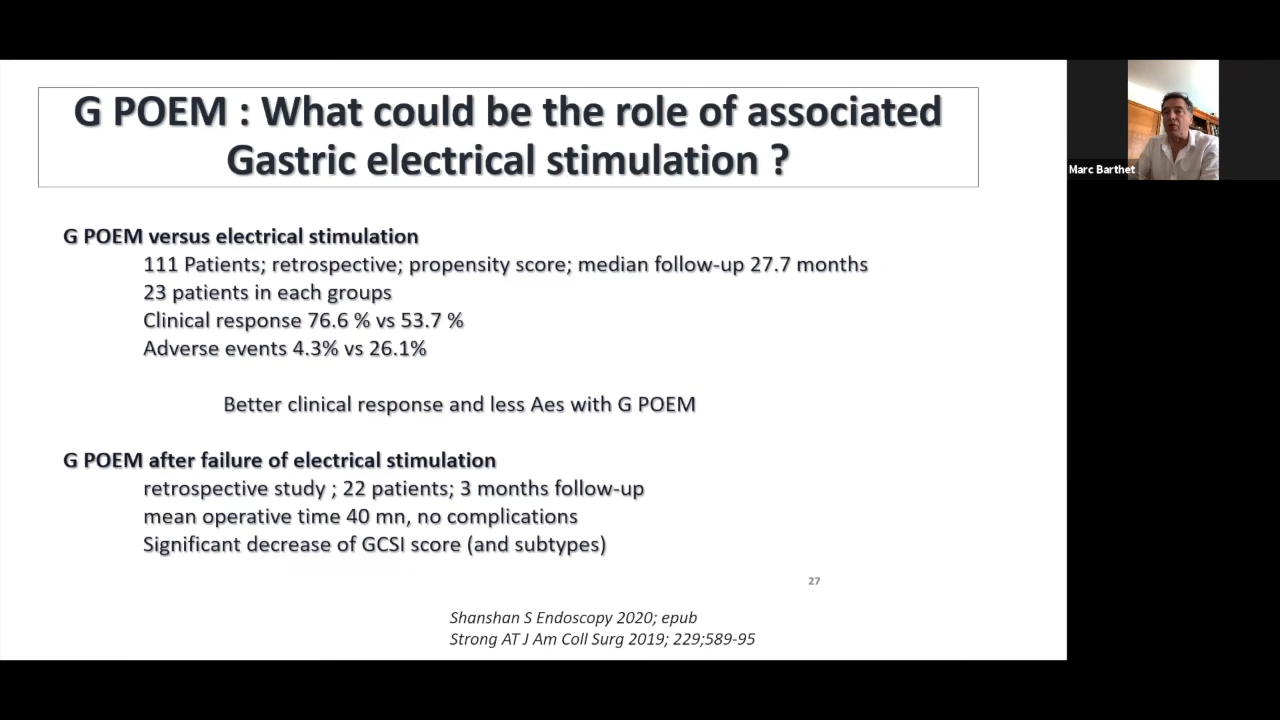 G POEM : What could be the role of associated
Gastric electrical stimulation ?
Marc Barthet
G POEM versus electrical stimulation
111 Patients; retrospective; propensity score; median follow-up 27.7 months
23 patients in each groups
Clinical response 76.6 % vs 53.7 %
Adverse events 4.3% vs 26.1%
Better clinical response and less Aes with G POEM
G POEM after failure of electrical stimulation
retrospective study ; 22 patients; 3 months follow-up
mean operative time 40 mn, no complications
Significant decrease of GCSI score (and subtypes)
27
Shanshan S Endoscopy 2020; epub
Strong AT J Am Coll Surg 2019; 229;589-95